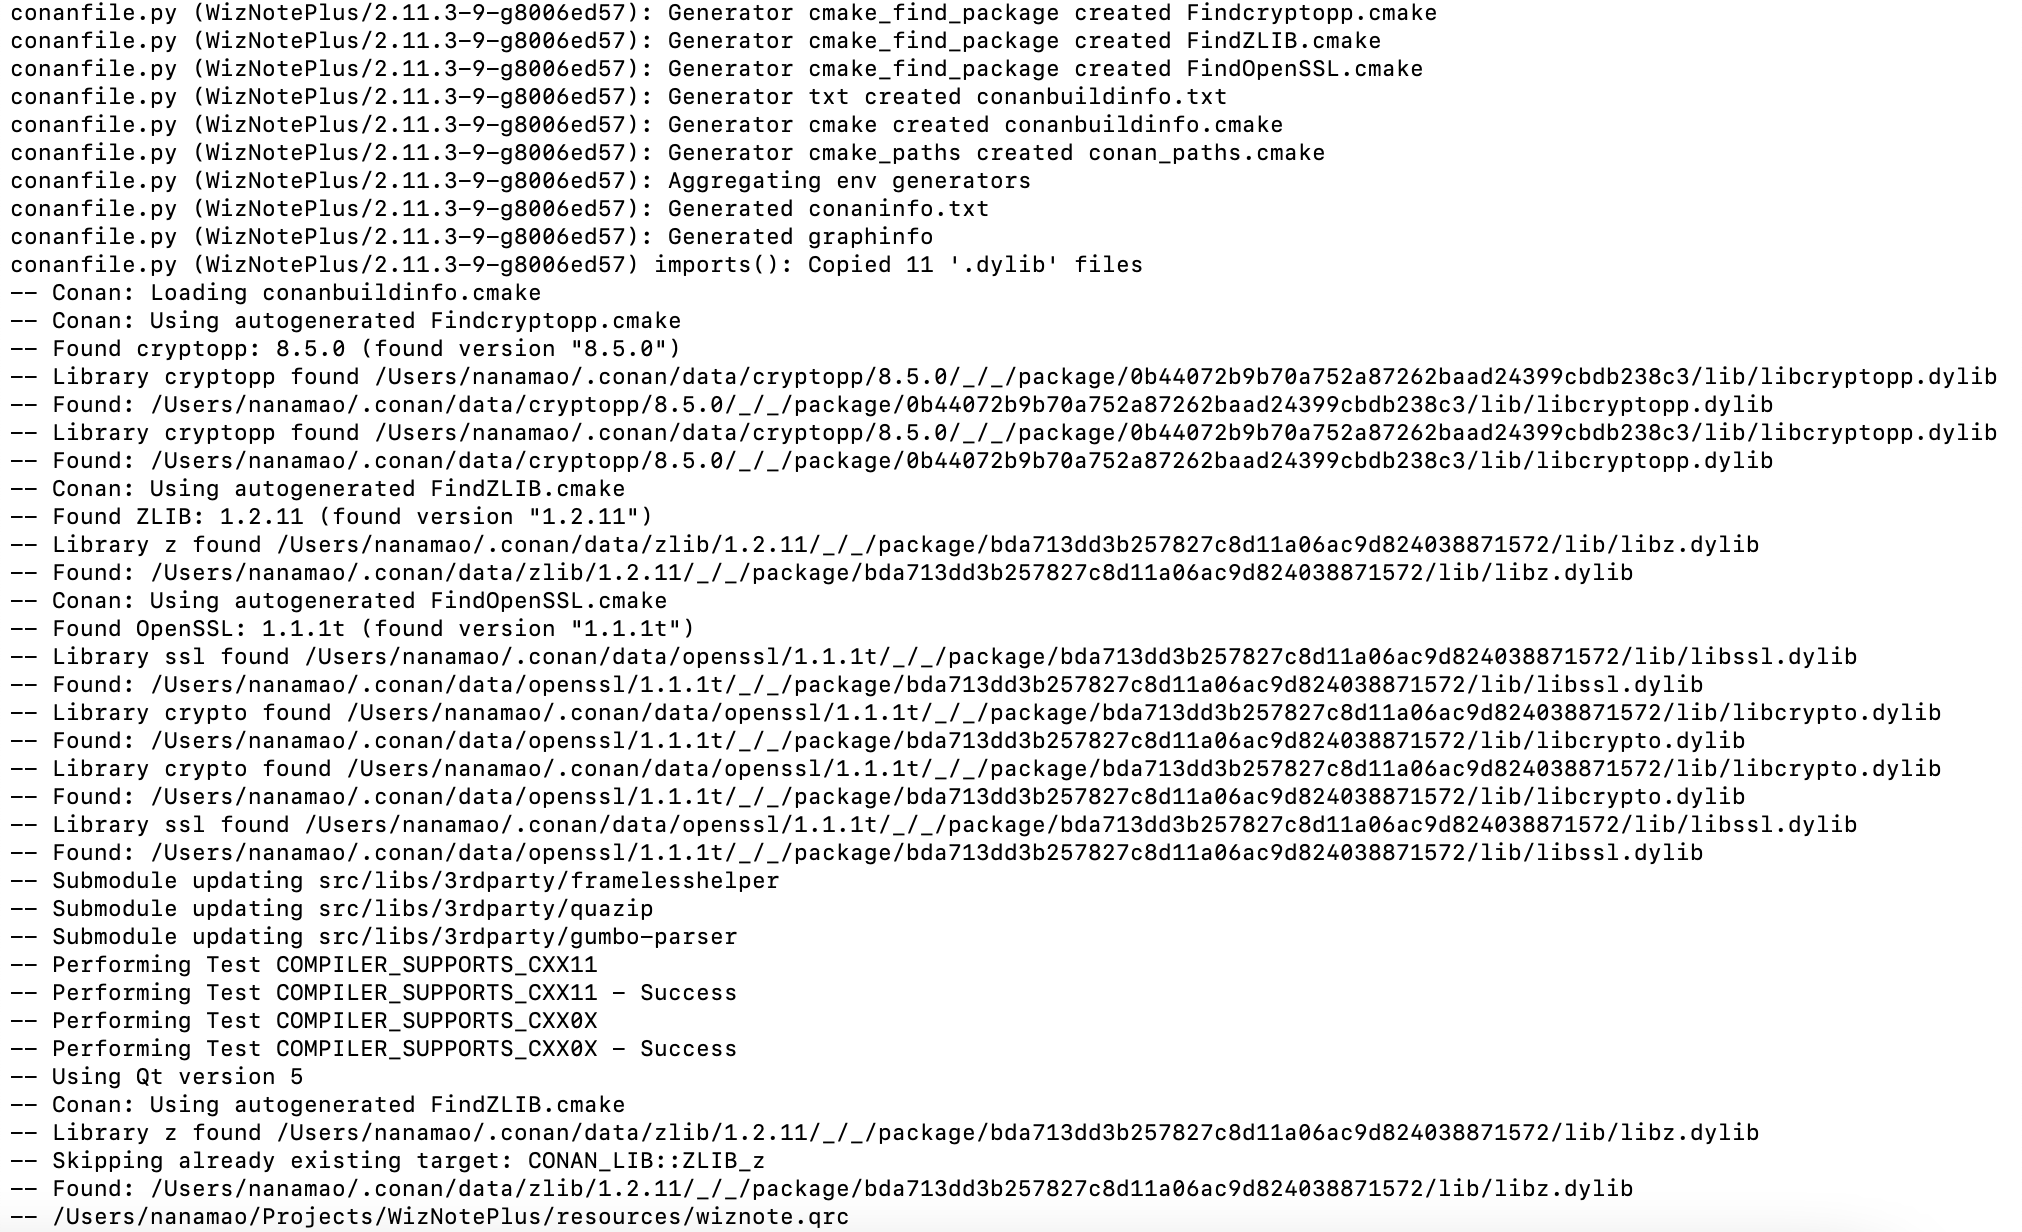 conanfile.py (WizNotePlus/2.11.3-9-g8006ed57): Generator cmake_find_package created Findcryptopp.cmake
conanfile.py (WizNotePlus/2.11.3-9-g8006ed57): Generator cmake_find_package created FindZLIB.cmake
conanfile.py (WizNotePlus/2.11.3-9-g8006ed57): Generator cmake_find_package created FindOpenSSL.cmake
conanfile.py (WizNotePlus/2.11.3-9-g8006ed57): Generator txt created conanbuildinfo.txt
conanfile.py (WizNotePlus/2.11.3-9-g8006ed57): Generator cmake created conanbuildinfo.cmake
conanfile.py (WizNotePlus/2.11.3-9-g8006ed57): Generator cmake_paths created conan_paths.cmake
conanfile.py (WizNotePlus/2.11.3-9-g8006ed57): Aggregating env generators
conanfile.py (WizNotePlus/2.11.3-9-g8006ed57): Generated conaninfo.txt
conanfile.py (WizNotePlus/2.11.3-9-g8006ed57): Generated graphinfo
conanfile.py (WizNotePlus/2.11.3-9-g8006ed57) imports(): Copied 11 '.dylib' files
-- Conan: Loading conanbuildinfo.cmake
-- Conan: Using autogenerated Findcryptopp.cmake
-- Found cryptopp: 8.5.0 (found version "8.5.0")
-- Library cryptopp found /Users/nanamao/.conan/data/cryptopp/8.5.0/_/_/package/0b44072b9b70a752a87262baad24399cbdb238c3/lib/libcryptopp.dylib
-- Found: /Users/nanamao/.conan/data/cryptopp/8.5.0/_/_/package/0b44072b9b70a752a87262baad24399cbdb238c3/lib/libcryptopp.dylib
-- Library cryptopp found /Users/nanamao/.conan/data/cryptopp/8.5.0/_/_/package/0b44072b9b70a752a87262baad24399cbdb238c3/lib/libcryptopp.dylib
-- Found: /Users/nanamao/.conan/data/cryptopp/8.5.0/_/_/package/0b44072b9b70a752a87262baad24399cbdb238c3/lib/libcryptopp.dylib
-- Conan: Using autogenerated FindZLIB.cmake
-- Found ZLIB: 1.2.11 (found version "1.2.11")
-- Library z found /Users/nanamao/.conan/data/zlib/1.2.11/_/_/package/bda713dd3b257827c8d11a06ac9d824038871572/lib/libz.dylib
-- Found: /Users/nanamao/.conan/data/zlib/1.2.11/_/_/package/bda713dd3b257827c8d11a06ac9d824038871572/lib/libz.dylib
-- Conan: Using autogenerated FindOpenSSL.cmake
-- Found OpenSSL: 1.1.1t (found version "1.1.1t")
-- Library ssl found /Users/nanamao/.conan/data/openssl/1.1.1t/_/_/package/bda713dd3b257827c8d11a06ac9d824038871572/lib/libssl.dylib
-- Found: /Users/nanamao/.conan/data/openssl/1.1.1t/_/_/package/bda713dd3b257827c8d11a06ac9d824038871572/lib/libssl.dylib
-- Library crypto found /Users/nanamao/.conan/data/openssl/1.1.1t/_/_/package/bda713dd3b257827c8d11a06ac9d824038871572/lib/libcrypto.dylib
-- Found: /Users/nanamao/.conan/data/openssl/1.1.1t/_/_/package/bda713dd3b257827c8d11a06ac9d824038871572/lib/libcrypto.dylib
-- Library crypto found /Users/nanamao/.conan/data/openssl/1.1.1t/_/_/package/bda713dd3b257827c8d11a06ac9d824038871572/lib/libcrypto.dylib
-- Found: /Users/nanamao/.conan/data/openssl/1.1.1t/_/_/package/bda713dd3b257827c8d11a06ac9d824038871572/lib/libcrypto.dylib
-- Library ssl found /Users/nanamao/.conan/data/openssl/1.1.1t/_/_/package/bda713dd3b257827c8d11a06ac9d824038871572/lib/libssl.dylib
-- Found: /Users/nanamao/.conan/data/openssl/1.1.1t/_/_/package/bda713dd3b257827c8d11a06ac9d824038871572/lib/libssl.dylib
-- Submodule updating src/libs/3rdparty/framelesshelper
-- Submodule updating src/libs/3rdparty/quazip
-- Submodule updating src/libs/3rdparty/gumbo-parser
-- Performing Test COMPILER_SUPPORTS_CXX11
-- Performing Test COMPILER_SUPPORTS_CXX11 - Success
-- Performing Test COMPILER_SUPPORTS_CXX0X
-- Performing Test COMPILER_SUPPORTS_CXX0X - Success
-- Using Qt version 5
-- Conan: Using autogenerated FindZLIB.cmake
-- Library z found /Users/nanamao/.conan/data/zlib/1.2.11/_/_/package/bda713dd3b257827c8d11a06ac9d824038871572/lib/libz.dylib
-- Skipping already existing target: CONAN_LIB::ZLIB_z
-- Found: /Users/nanamao/.conan/data/zlib/1.2.11/_/_/package/bda713dd3b257827c8d11a06ac9d824038871572/lib/libz.dylib
-- /Users/nanamao/Projects/WizNotePlus/resources/wiznote.qrc